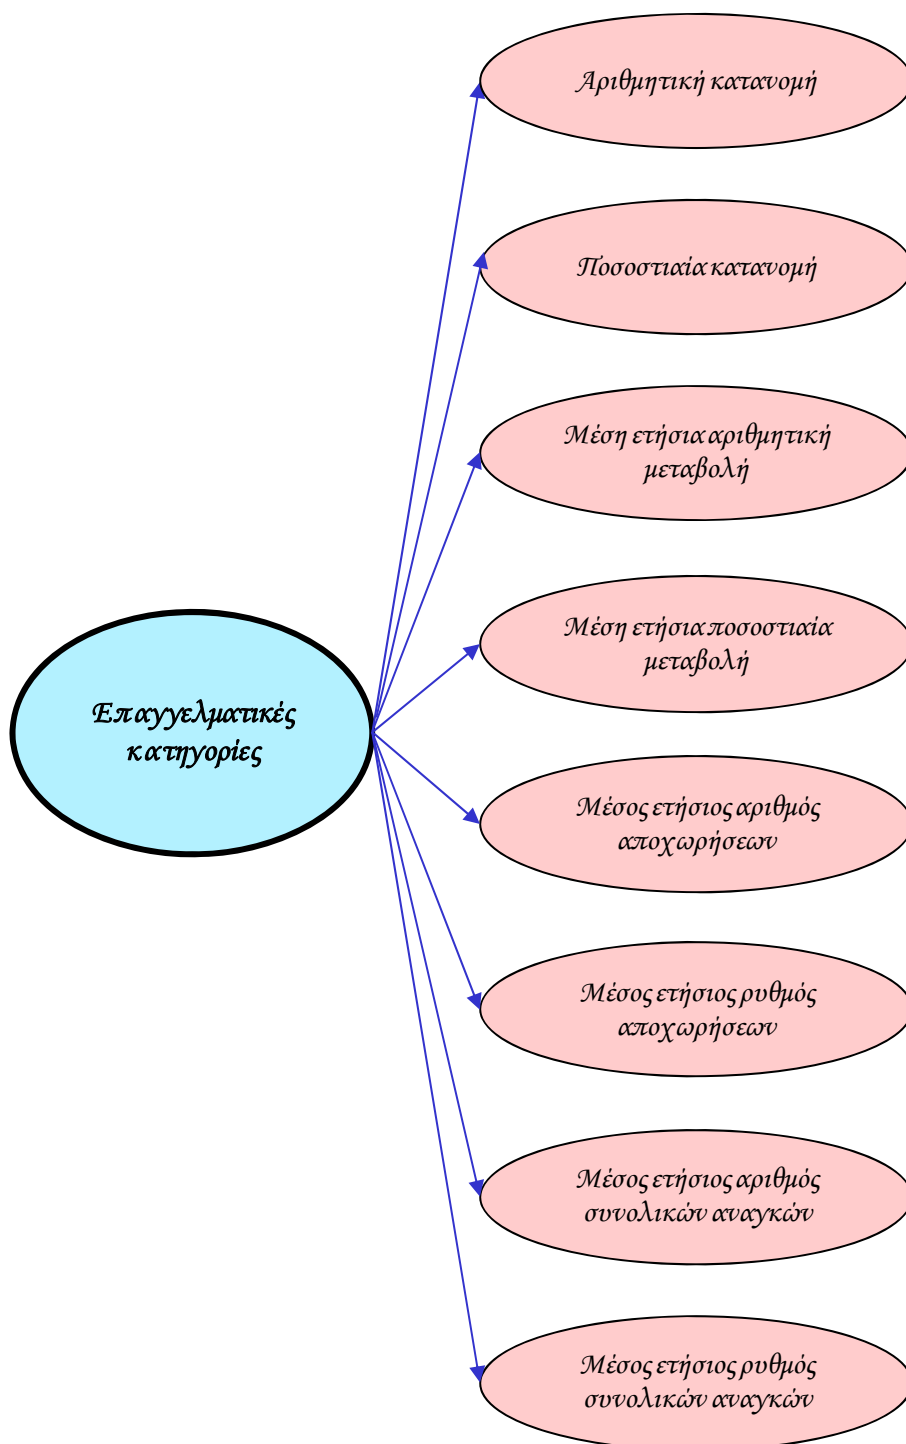 Αριθμητική κατανομή
Ποσοστιαία κατανομή
Μέση ετήσια αριθμητική
μεταβολή
Μέση ετήσια ποσοστιαία
μεταβολή
Επαγγελματικές
κατηγορίες
Μέσος ετήσιος αριθμός
αποχωρήσεων
Μέσος ετήσιος ρυθμός
αποχωρήσεων
Μέσος ετήσιος αριθμός
συνολικών αναγκών
Μέσος ετήσιος ρυθμός
συνολικών αναγκών